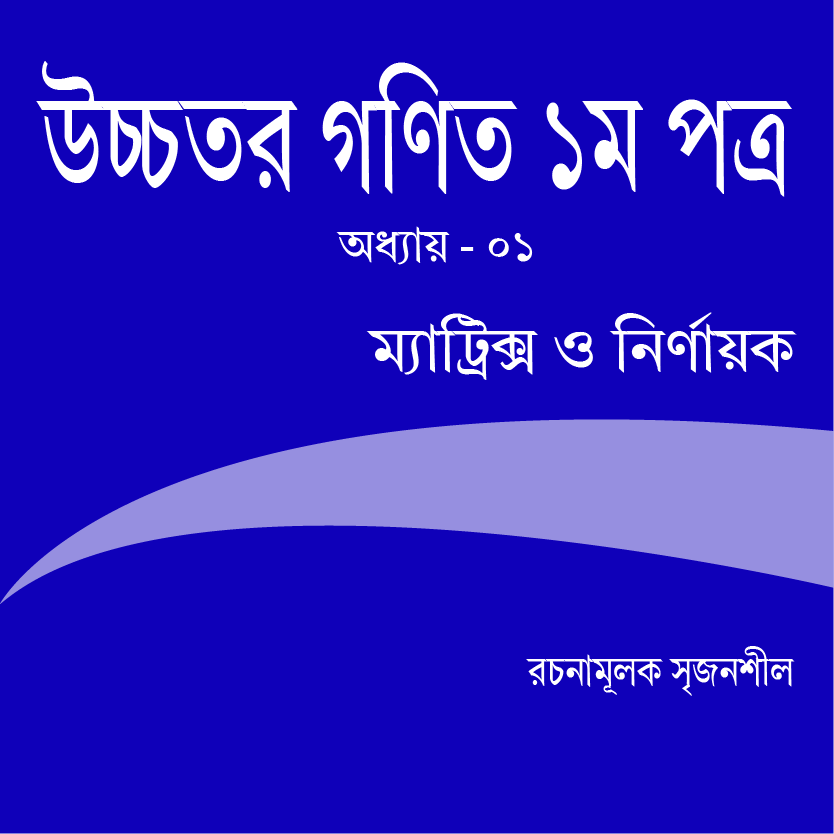 উচ্চতর গণিত ১ম পত্র
অধ্যায় - ০১
ম্যাট্রিক্স ও নির্ণায়ক
রচনামূলক সৃজনশীল